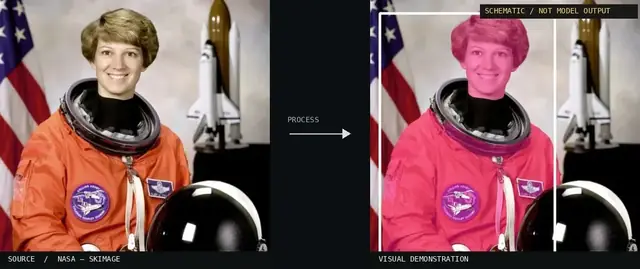 SCHEMATIC / NOT MODEL OUTPUT
PROCESS
SOURCE / NASA — SKIMAGE
VISUAL DEMONSTRATION